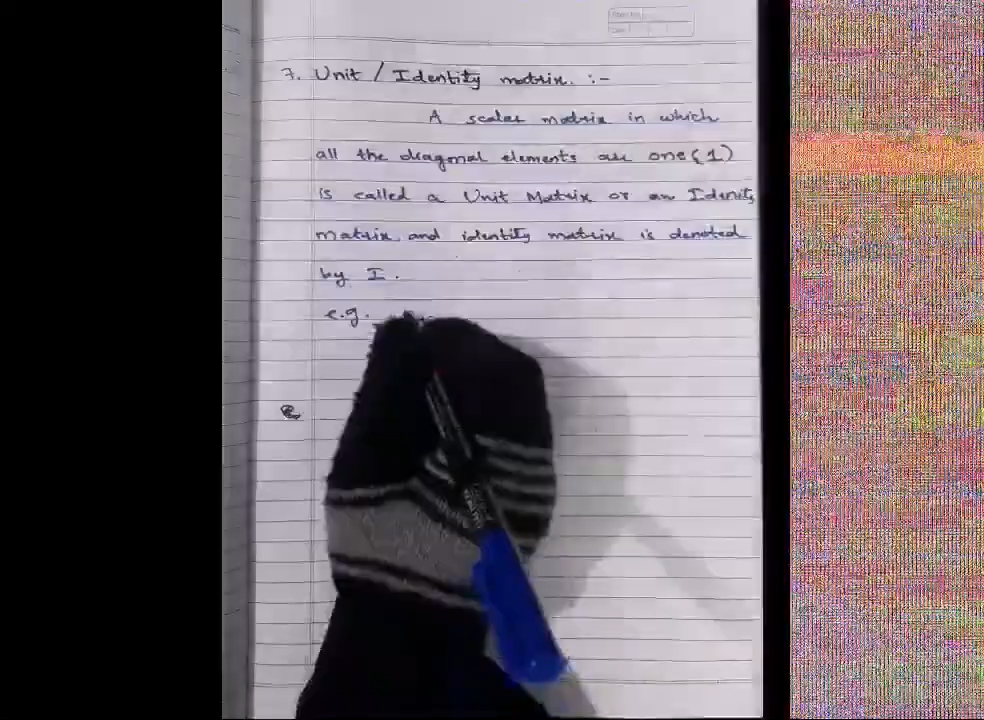 7. Unit / Identity matrix. :-
A scalar matrix in which
all the diagonal elements are one (1)
is called a Unit Matrix or an Idenity
matrix, and identity matrix is denoted
by I.
e.g.